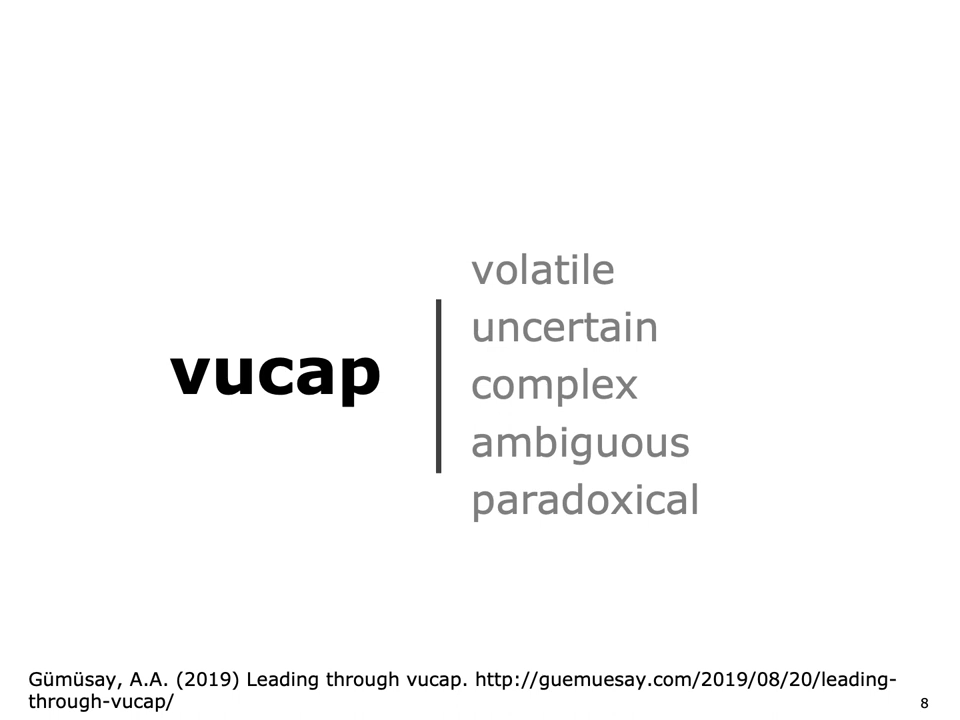 volatile
uncertain
vucap
complex
ambiguous
paradoxical
Gümüsay, A.A. (2019) Leading through vucap. http://guemuesay.com/2019/08/20/leading-
through-vucap/
8